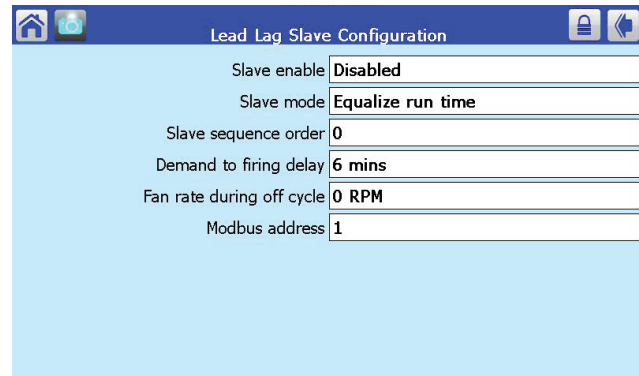 Lead Lag Slave Configuration
Slave enable Disabled
Slave mode Equalize run time
Slave sequence order 0
Demand to firing delay 6 mins
Fan rate during off cycle 0 RPM
Modbus address 1